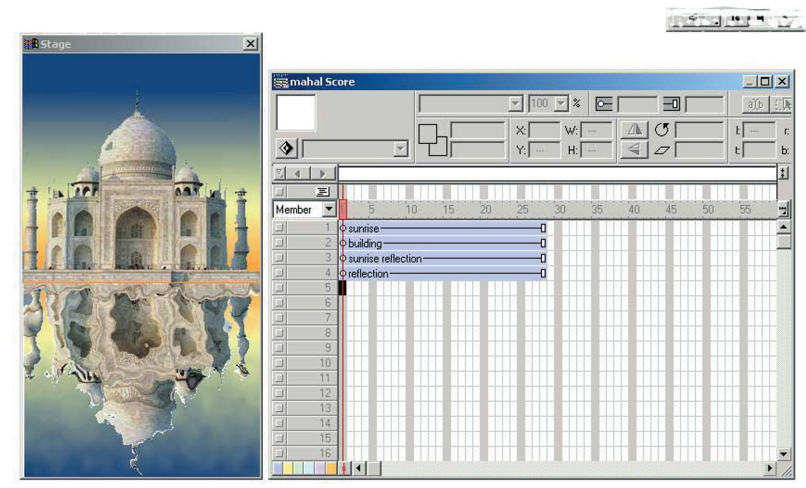 Stage
mahal Score
100 %
X: --- W: --- I: --- r:
Y: --- H: --- t: b:
Member 5 10 15 20 25 30 35 40 45 50 55
1 sunrise
2 building
3 sunrise reflection
4 reflection
5
6
7
8
9
10
11
12
13
14
15
16